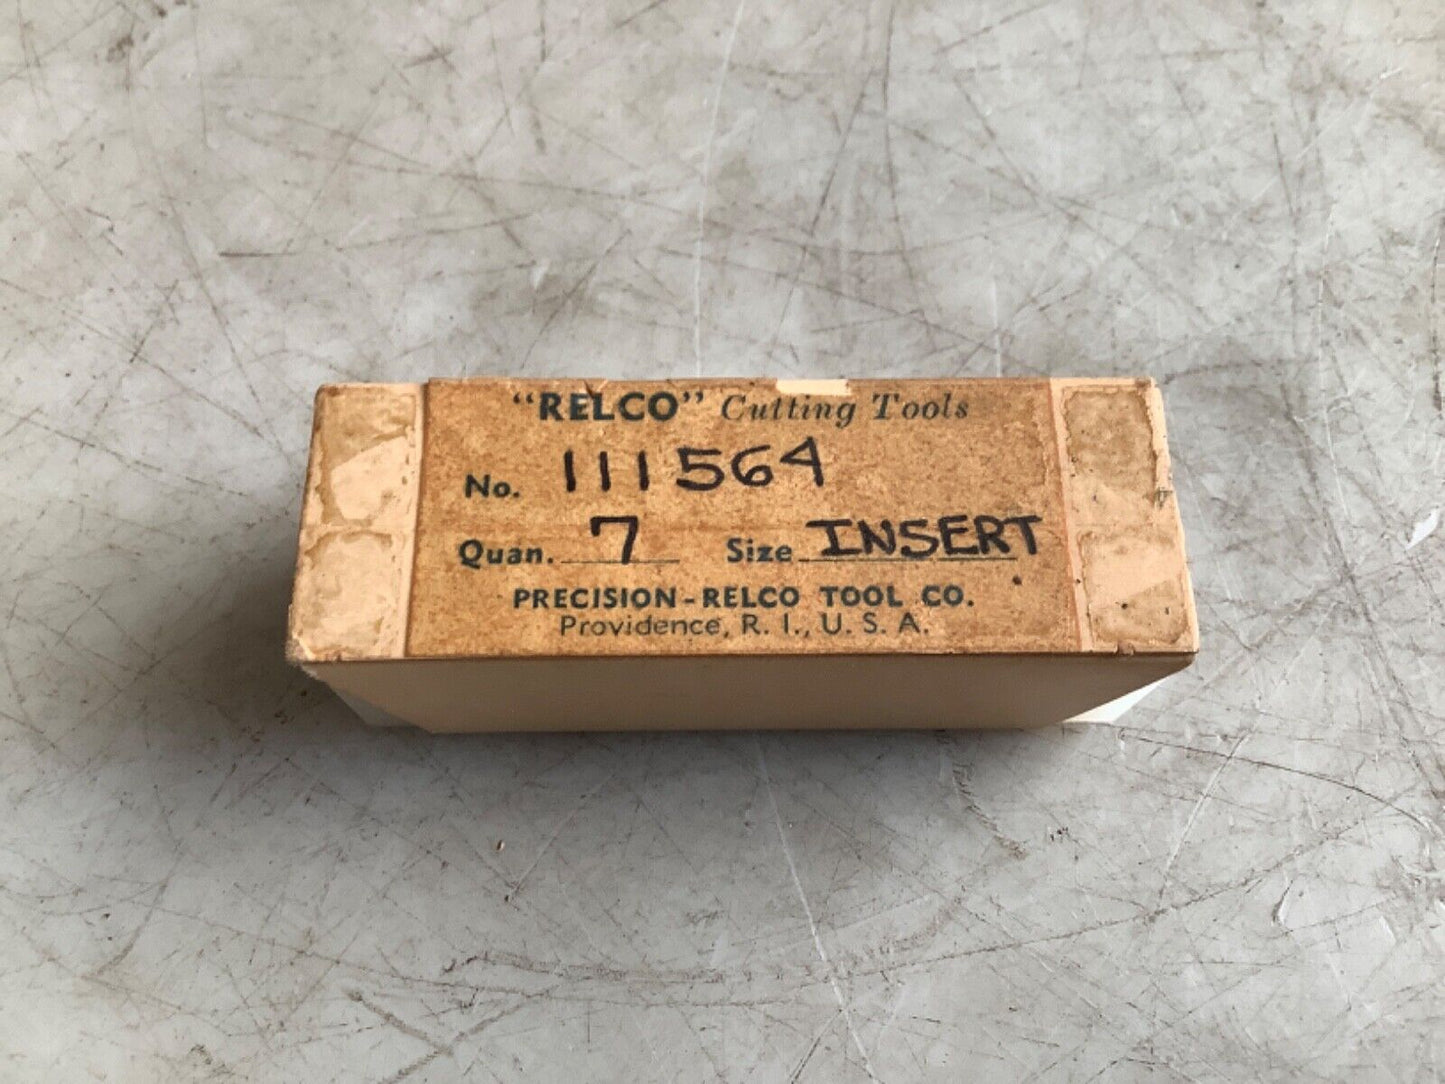 "RELCO" Cutting Tools
No. 111564
Quan. 7 Size INSERT
PRECISION-RELCO TOOL CO.
Providence, R. I., U. S. A.